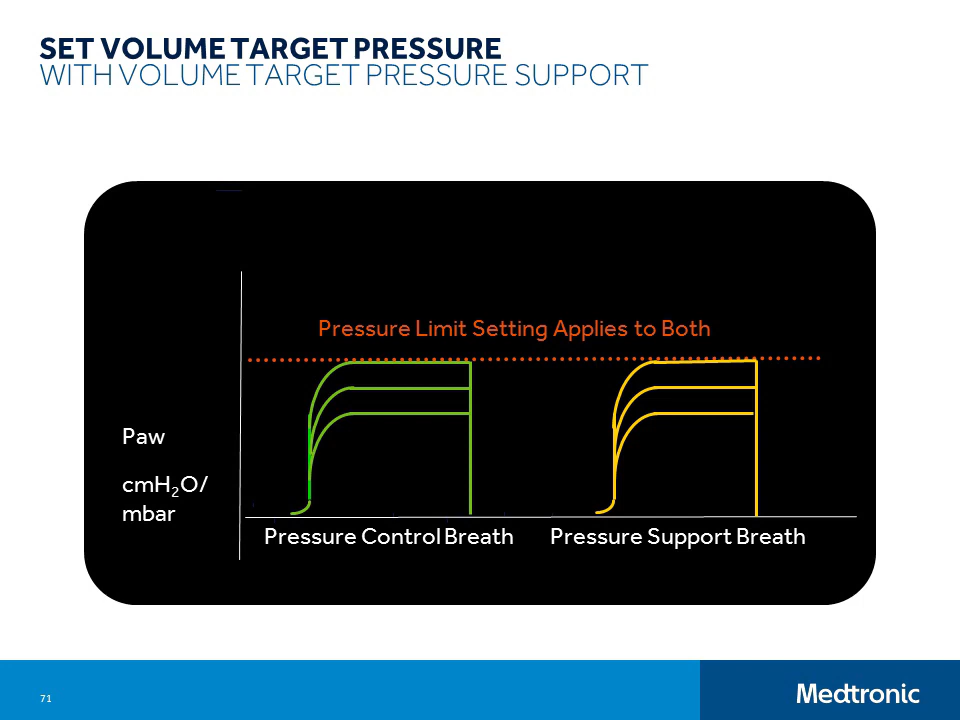 SET VOLUME TARGET PRESSURE
WITH VOLUME TARGET PRESSURE SUPPORT
Pressure Limit Setting Applies to Both
Paw
cmH₂O/
mbar
Pressure Control Breath
Pressure Support Breath
71
Medtronic